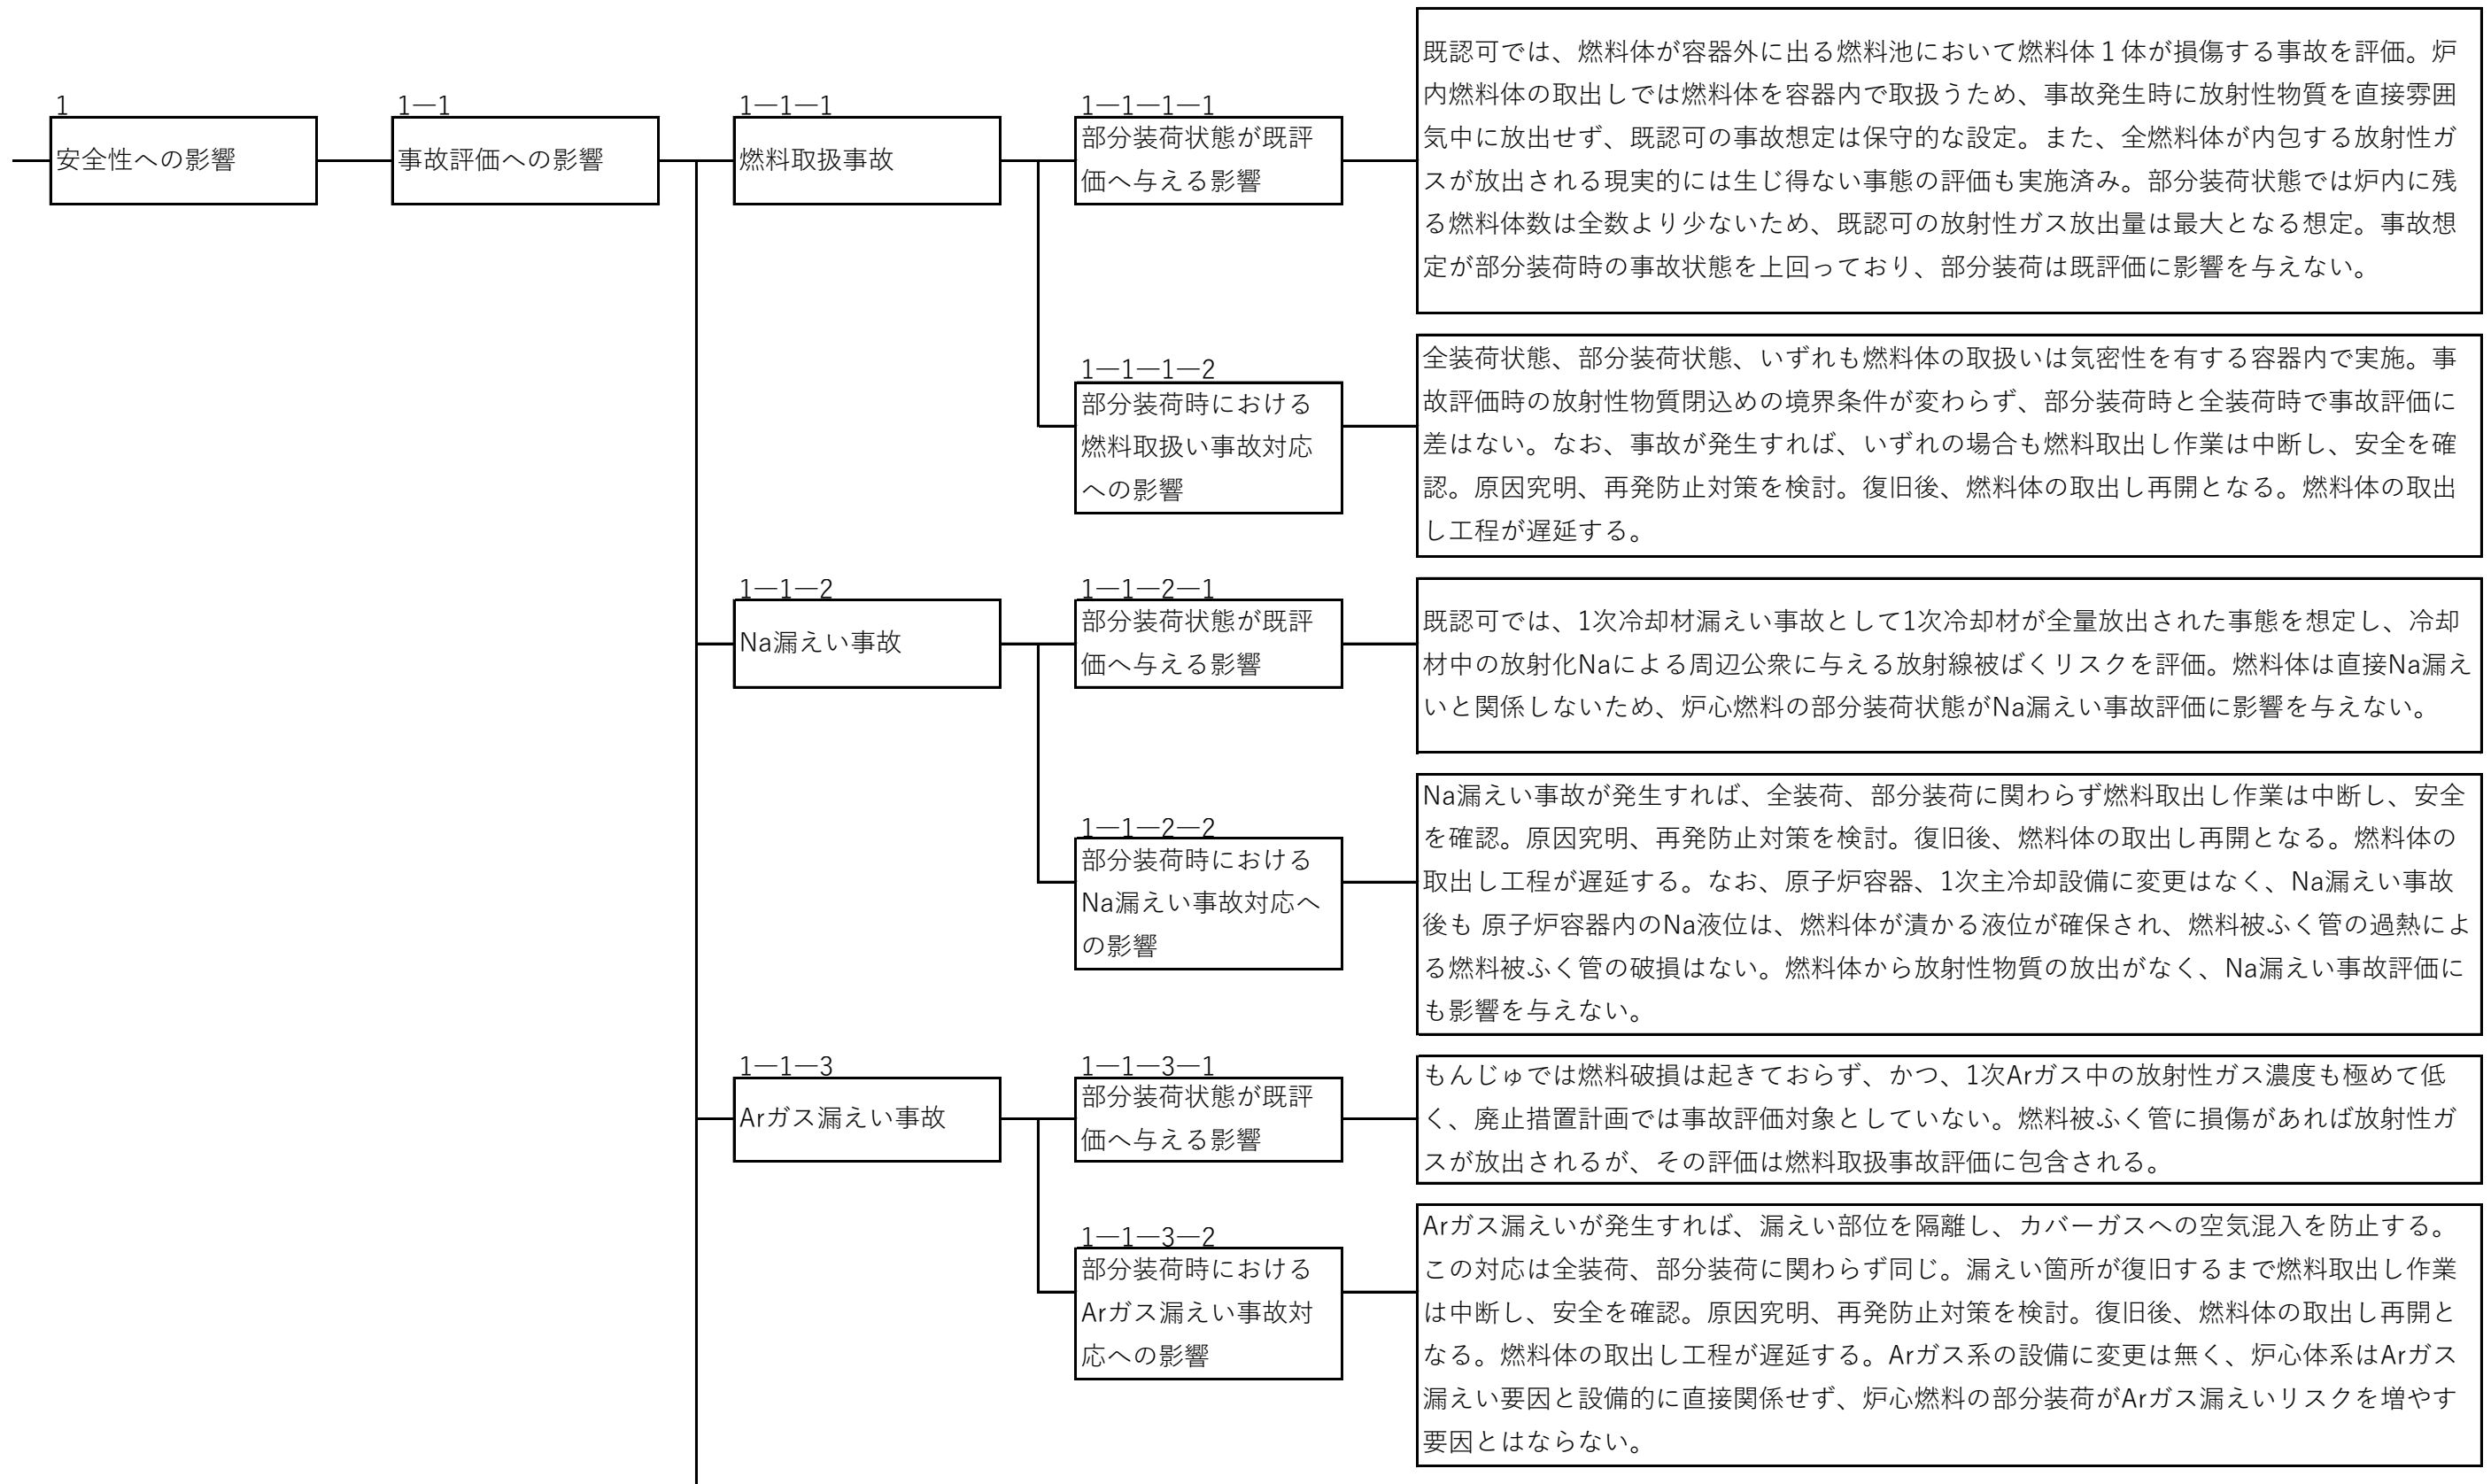 1
安全性への影響
1―1
事故評価への影響
1―1―1
燃料取扱事故
1―1―1―1
部分装荷状態が既評
価へ与える影響
既認可では、燃料体が容器外に出る燃料池において燃料体１体が損傷する事故を評価。炉
内燃料体の取出しでは燃料体を容器内で取扱うため、事故発生時に放射性物質を直接雰囲
気中に放出せず、既認可の事故想定は保守的な設定。また、全燃料体が内包する放射性ガ
スが放出される現実的には生じ得ない事態の評価も実施済み。部分装荷状態では炉内に残
る燃料体数は全数より少ないため、既認可の放射性ガス放出量は最大となる想定。事故想
定が部分装荷時の事故状態を上回っており、部分装荷は既評価に影響を与えない。
1―1―1―2
部分装荷時における
燃料取扱い事故対応
への影響
全装荷状態、部分装荷状態、いずれも燃料体の取扱いは気密性を有する容器内で実施。事
故評価時の放射性物質閉込めの境界条件が変わらず、部分装荷時と全装荷時で事故評価に
差はない。なお、事故が発生すれば、いずれの場合も燃料取出し作業は中断し、安全を確
認。原因究明、再発防止対策を検討。復旧後、燃料体の取出し再開となる。燃料体の取出
し工程が遅延する。
1―1―2
Na漏えい事故
1―1―2―1
部分装荷状態が既評
価へ与える影響
既認可では、1次冷却材漏えい事故として1次冷却材が全量放出された事態を想定し、冷却
材中の放射化Naによる周辺公衆に与える放射線被ばくリスクを評価。燃料体は直接Na漏え
いと関係しないため、炉心燃料の部分装荷状態がNa漏えい事故評価に影響を与えない。
1―1―2―2
部分装荷時における
Na漏えい事故対応へ
の影響
Na漏えい事故が発生すれば、全装荷、部分装荷に関わらず燃料取出し作業は中断し、安全
を確認。原因究明、再発防止対策を検討。復旧後、燃料体の取出し再開となる。燃料体の
取出し工程が遅延する。なお、原子炉容器、1次主冷却設備に変更はなく、Na漏えい事故
後も 原子炉容器内のNa液位は、燃料体が漬かる液位が確保され、燃料被ふく管の過熱によ
る燃料被ふく管の破損はない。燃料体から放射性物質の放出がなく、Na漏えい事故評価に
も影響を与えない。
1―1―3
Arガス漏えい事故
1―1―3―1
部分装荷状態が既評
価へ与える影響
もんじゅでは燃料破損は起きておらず、かつ、1次Arガス中の放射性ガス濃度も極めて低
く、廃止措置計画では事故評価対象としていない。燃料被ふく管に損傷があれば放射性ガ
スが放出されるが、その評価は燃料取扱事故評価に包含される。
1―1―3―2
部分装荷時における
Arガス漏えい事故対
応への影響
Arガス漏えいが発生すれば、漏えい部位を隔離し、カバーガスへの空気混入を防止する。
この対応は全装荷、部分装荷に関わらず同じ。漏えい箇所が復旧するまで燃料取出し作業
は中断し、安全を確認。原因究明、再発防止対策を検討。復旧後、燃料体の取出し再開と
なる。燃料体の取出し工程が遅延する。Arガス系の設備に変更は無く、炉心体系はArガス
漏えい要因と設備的に直接関係せず、炉心燃料の部分装荷がArガス漏えいリスクを増やす
要因とはならない。